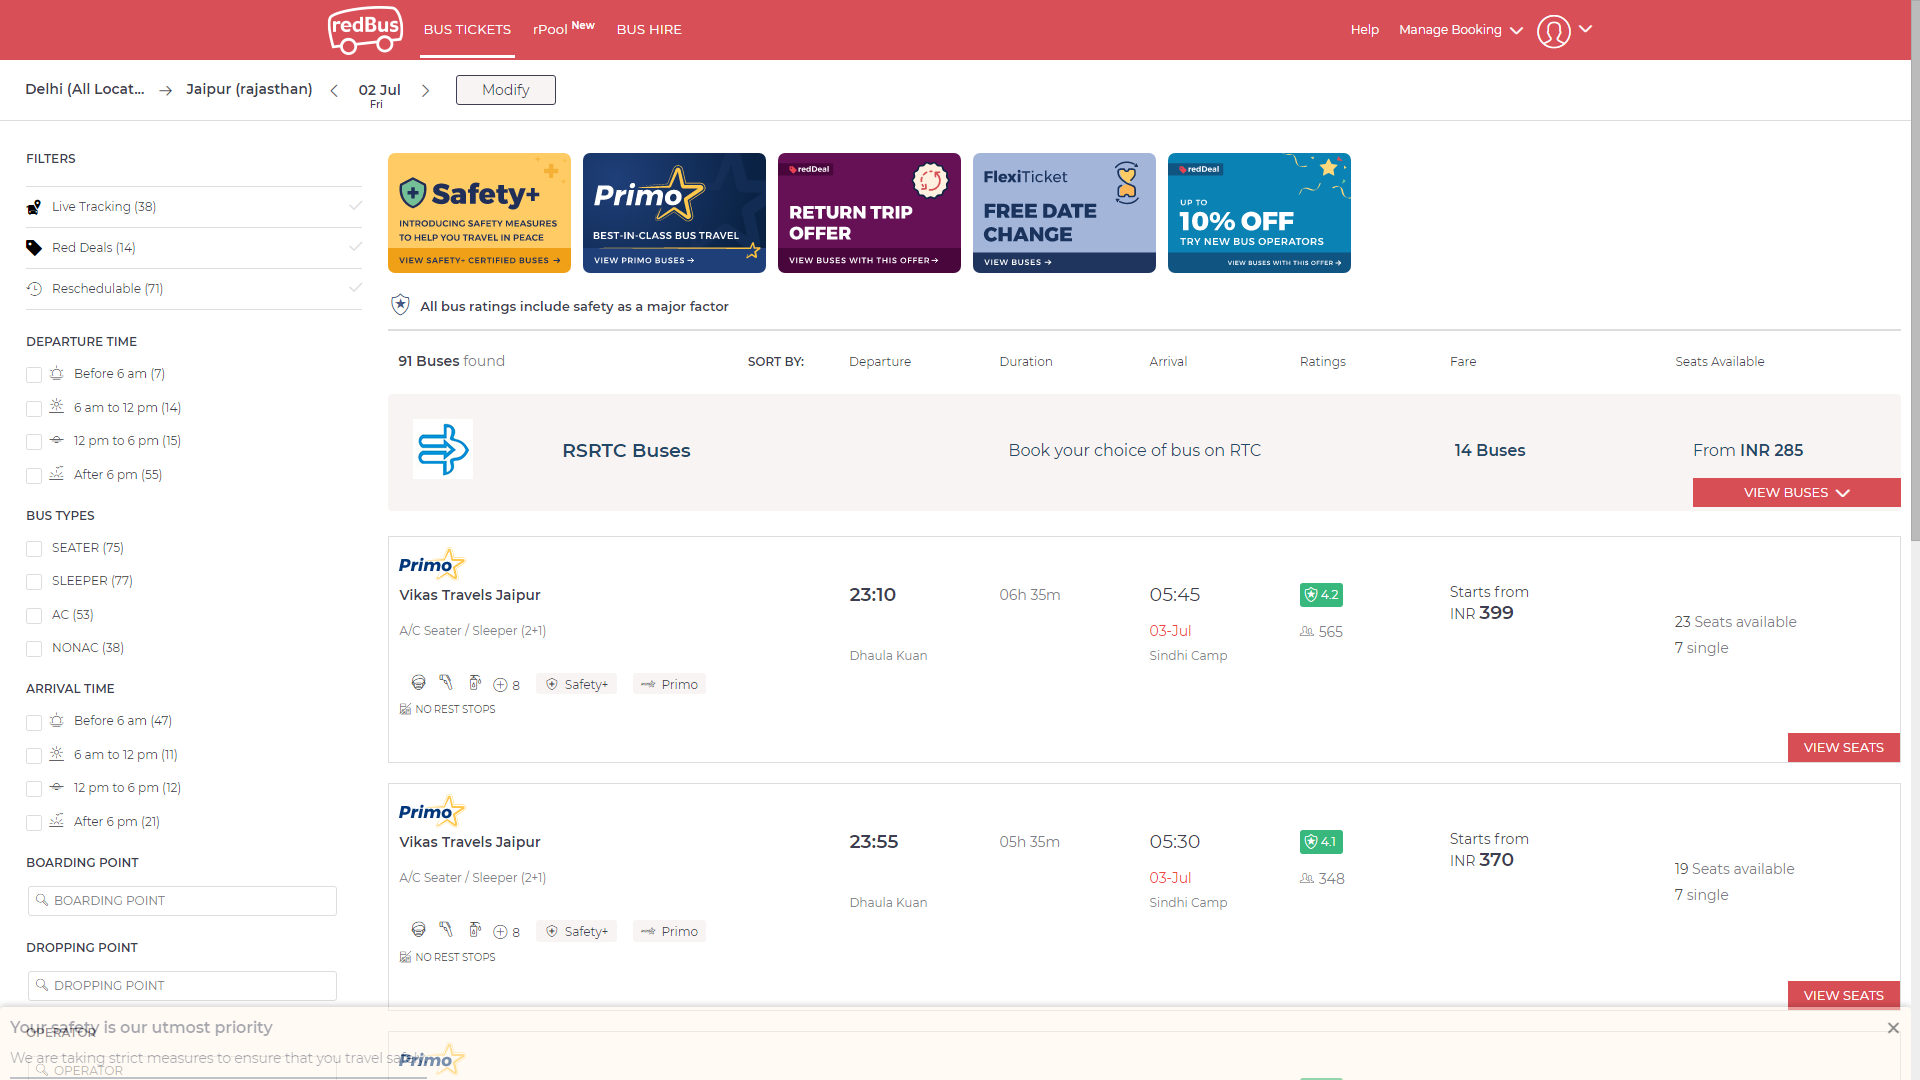 redBus
BUS TICKETS
rPool New
BUS HIRE
Help
Manage Booking
Delhi (All Locat...
Jaipur (rajasthan)
02 Jul
Fri
Modify
FILTERS
Live Tracking (38)
Red Deals (14)
Reschedulable (71)
DEPARTURE TIME
Before 6 am (7)
6 am to 12 pm (14)
12 pm to 6 pm (15)
After 6 pm (55)
BUS TYPES
SEATER (75)
SLEEPER (77)
AC (53)
NONAC (38)
ARRIVAL TIME
Before 6 am (47)
6 am to 12 pm (11)
12 pm to 6 pm (12)
After 6 pm (21)
BOARDING POINT
BOARDING POINT
DROPPING POINT
DROPPING POINT
OPERATOR
OPERATOR
Safety+
INTRODUCING SAFETY MEASURES
TO HELP YOU TRAVEL IN PEACE
VIEW SAFETY+ CERTIFIED BUSES →
Primo
BEST-IN-CLASS BUS TRAVEL
VIEW PRIMO BUSES →
redDeal
RETURN TRIP
OFFER
VIEW BUSES WITH THIS OFFER →
FlexiTicket
FREE DATE
CHANGE
VIEW BUSES →
redDeal
UP TO
10% OFF
TRY NEW BUS OPERATORS
VIEW BUSES WITH THIS OFFER →
All bus ratings include safety as a major factor
91 Buses found
SORT BY:
Departure
Duration
Arrival
Ratings
Fare
Seats Available
RSRTC Buses
Book your choice of bus on RTC
14 Buses
From INR 285
VIEW BUSES
Primo
Vikas Travels Jaipur
A/C Seater / Sleeper (2+1)
23:10
Dhaula Kuan
06h 35m
05:45
03-Jul
Sindhi Camp
4.2
565
Starts from
INR 399
23 Seats available
7 single
8
Safety+
Primo
NO REST STOPS
VIEW SEATS
Primo
Vikas Travels Jaipur
A/C Seater / Sleeper (2+1)
23:55
Dhaula Kuan
05h 35m
05:30
03-Jul
Sindhi Camp
4.1
348
Starts from
INR 370
19 Seats available
7 single
8
Safety+
Primo
NO REST STOPS
VIEW SEATS
Primo
Your safety is our utmost priority
We are taking strict measures to ensure that you travel